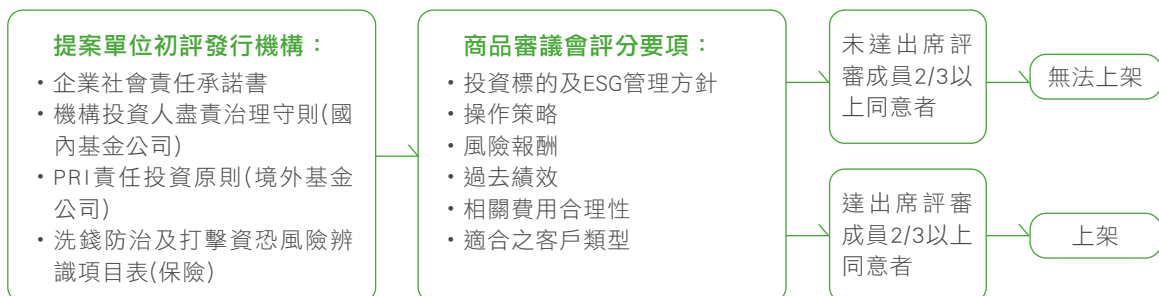 提案單位初評發行機構：
• 企業社會責任承諾書
• 機構投資人盡責治理守則(國
內基金公司)
• PRI責任投資原則(境外基金
公司)
• 洗錢防治及打擊資恐風險辨
識項目表(保險)
商品審議會評分要項：
• 投資標的及ESG管理方針
• 操作策略
• 風險報酬
• 過去績效
• 相關費用合理性
• 適合之客戶類型
未達出席評
審成員2/3以
上同意者
無法上架
達出席評審
成員2/3以上
同意者
上架